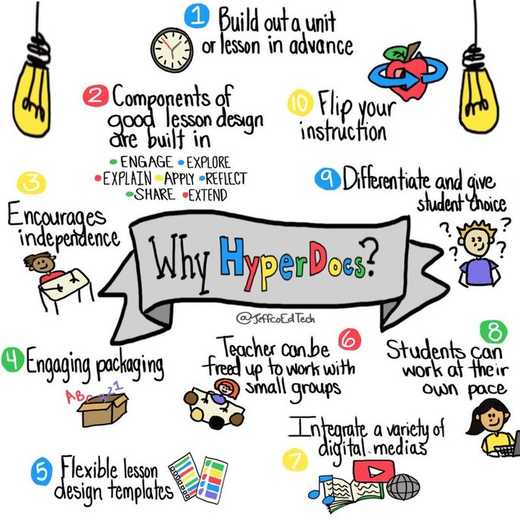 1 Build out a unit
or lesson in advance
2 Components of
good lesson design
are built in
• ENGAGE • EXPLORE
• EXPLAIN • APPLY • REFLECT
• SHARE • EXTEND
3
Encourages
independence
4 Engaging packaging
ABC 321
5 Flexible lesson
design templates
6
Teacher can be
freed up to work with
small groups
7
Integrate a variety of
digital medias
8
Students can
work at their
own pace
9 Differentiate and give
student choice
? ? ? ?
10 Flip your
instruction
Why HyperDocs?
@JeffcoEdTech